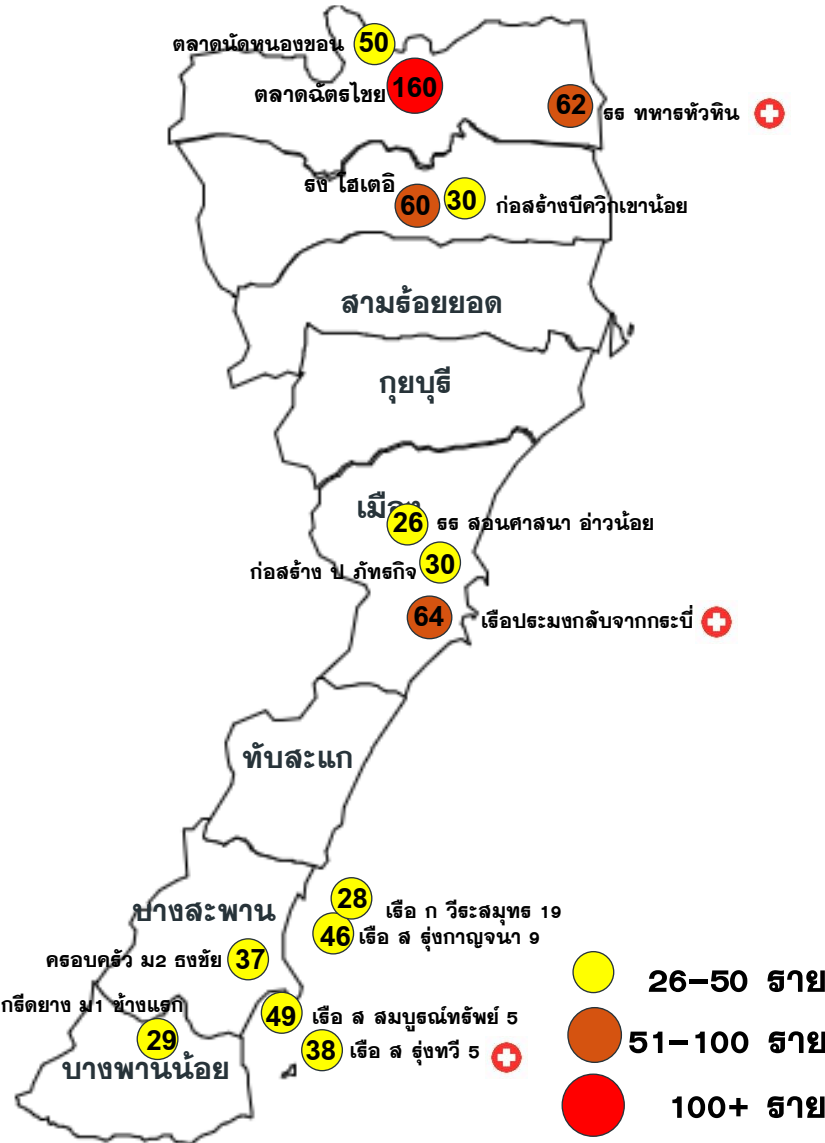 ตลาดนัดหนองขอน 50
ตลาดฉัตรไชย 160
62 รร ทหารหัวหิน
รง โฮเตอิ 60
30 ก่อสร้างบีควิกเขาน้อย
สามร้อยยอด
กุยบุรี
เมือง
26 รร สอนศาสนา อ่าวน้อย
ก่อสร้าง ป ภัทรกิจ 30
64 เรือประมงกลับจากกระบี่
ทับสะแก
28 เรือ ก วีระสมุทร 19
บางสะพาน
46 เรือ ส รุ่งกาญจนา 9
ครอบครัว ม2 ธงชัย 37
26-50 ราย
กรีดยาง ม1 ช้างแรก 29
49 เรือ ส สมบูรณ์ทรัพย์ 5
51-100 ราย
38 เรือ ส รุ่งทวี 5
บางพานน้อย
100+ ราย